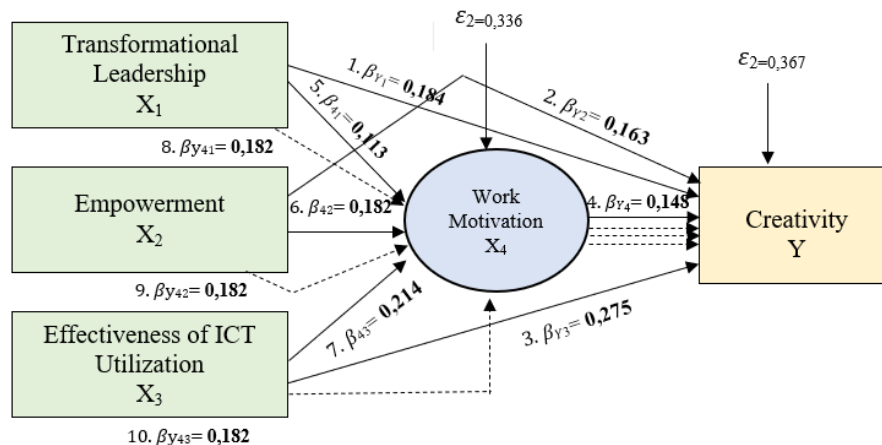 Transformational
Leadership
X₁
ε₂₌₀,₃₃₆
ε₂₌₀,₃₆₇
1. βY₁= 0,184
2. βY2= 0,163
5. β₄₁= 0,113
8. βy₄₁= 0,182
Empowerment
X₂
6. β₄₂= 0,182
Work
Motivation
X₄
4. βY₄= 0,148
Creativity
Y
9. βy₄₂= 0,182
7. β₄₃= 0,214
3. βY₃= 0,275
Effectiveness of ICT
Utilization
X₃
10. βy₄₃= 0,182